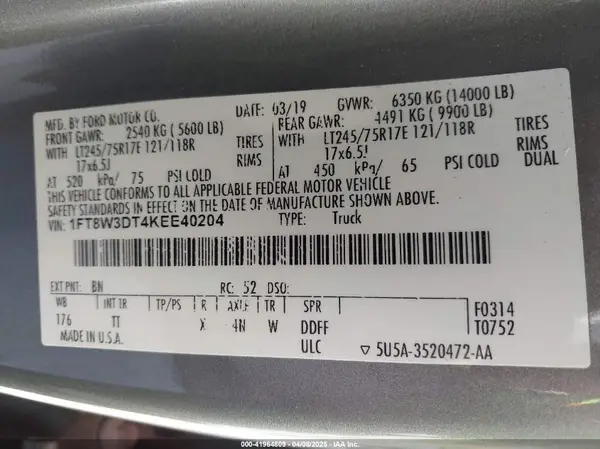 MFD. BY FORD MOTOR CO. DATE: 03/19 GVWR: 6350 KG (14000 LB)
FRONT GAWR: 2540 KG (5600 LB) REAR GAWR: 4491 KG (9900 LB)
WITH LT245/75R17E 121/118R TIRES WITH LT245/75R17E 121/118R TIRES
17x6.5J RIMS 17x6.5J RIMS
AT 520 kPa/ 75 PSI COLD AT 450 kPa/ 65 PSI COLD DUAL
THIS VEHICLE CONFORMS TO ALL APPLICABLE FEDERAL MOTOR VEHICLE
SAFETY STANDARDS IN EFFECT ON THE DATE OF MANUFACTURE SHOWN ABOVE.
VIN: 1FT8W3DT4KEE40204 TYPE: Truck
EXT PNT: BN RC: 52 DSO:
WB INT TR TP/PS R AXLE TR SPR F0314
176 TT X 4N W DDFF T0752
MADE IN U.S.A. ULC ▽ 5U5A-3520472-AA
000-41964809 - 04/08/2025 - IAA Inc.